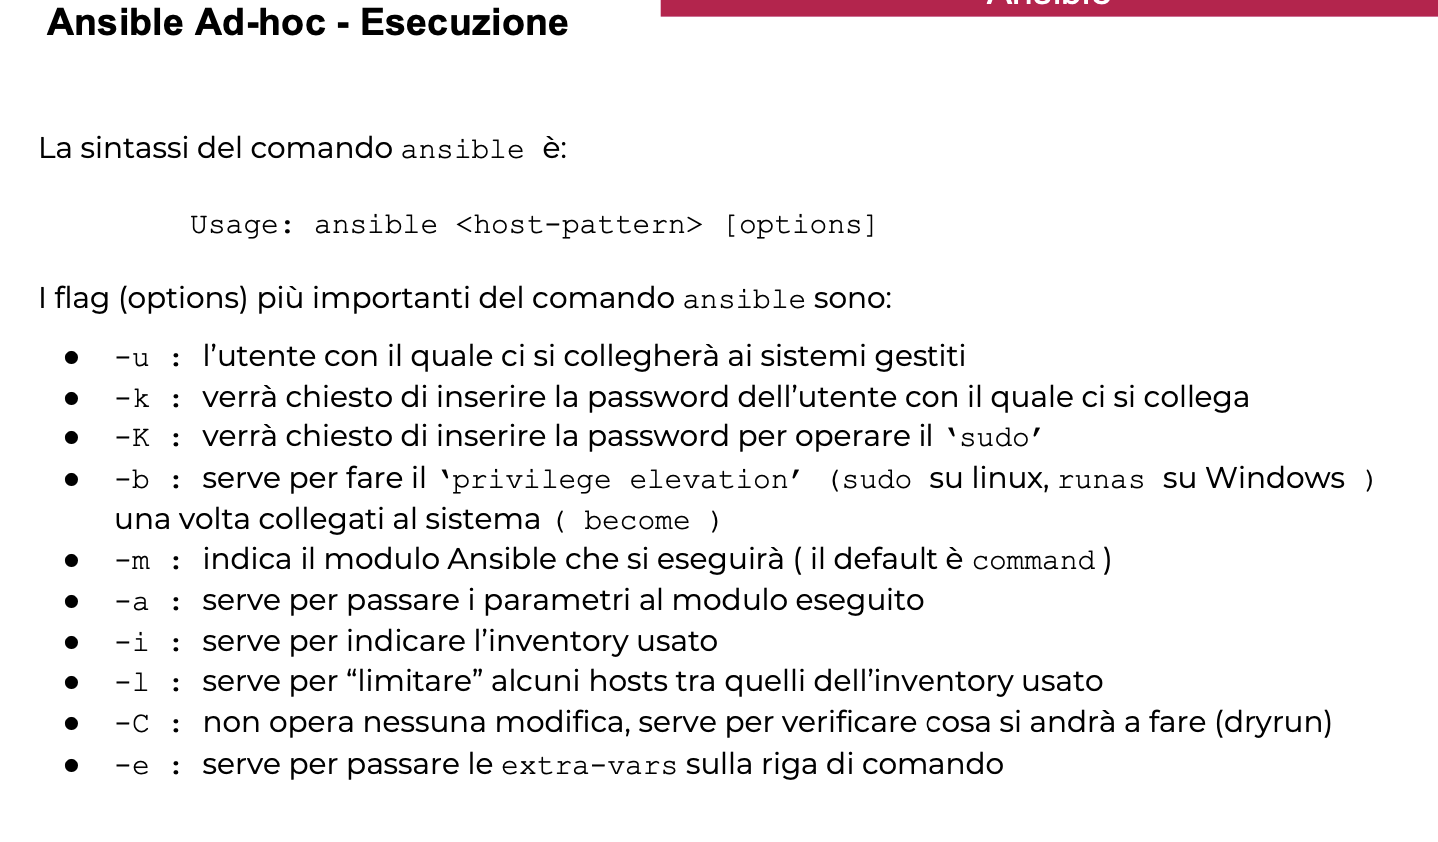 Ansible
Ansible Ad-hoc - Esecuzione
La sintassi del comando ansible è:
Usage: ansible <host-pattern> [options]
I flag (options) più importanti del comando ansible sono:
● -u : l’utente con il quale ci si collegherà ai sistemi gestiti
● -k : verrà chiesto di inserire la password dell’utente con il quale ci si collega
● -K : verrà chiesto di inserire la password per operare il ‘sudo’
● -b : serve per fare il ‘privilege elevation’ (sudo su linux, runas su Windows )
una volta collegati al sistema ( become )
● -m : indica il modulo Ansible che si eseguirà ( il default è command )
● -a : serve per passare i parametri al modulo eseguito
● -i : serve per indicare l’inventory usato
● -l : serve per “limitare” alcuni hosts tra quelli dell’inventory usato
● -C : non opera nessuna modifica, serve per verificare cosa si andrà a fare (dryrun)
● -e : serve per passare le extra-vars sulla riga di comando